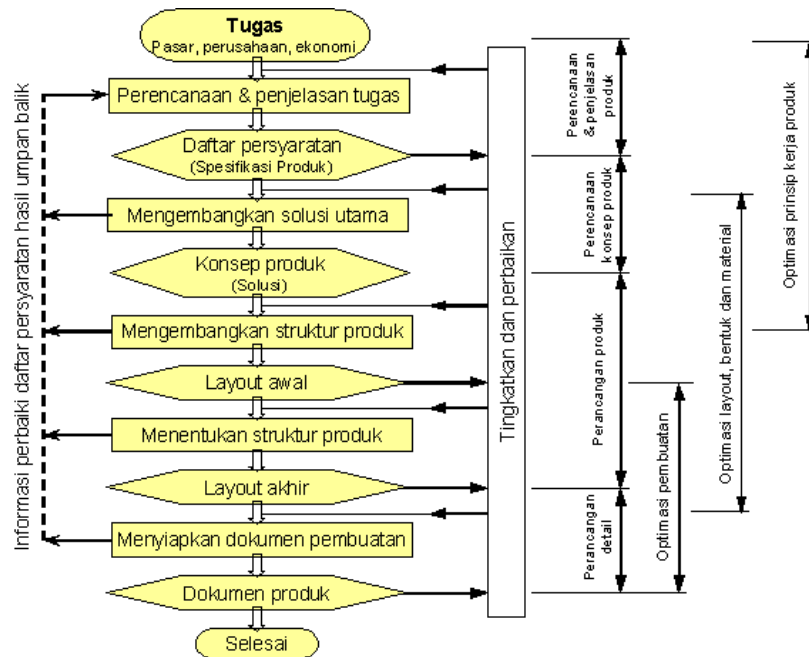 Tugas
Pasar, perusahaan, ekonomi
Perencanaan & penjelasan tugas
Daftar persyaratan
(Spesifikasi Produk)
Mengembangkan solusi utama
Konsep produk
(Solusi)
Mengembangkan struktur produk
Layout awal
Menentukan struktur produk
Layout akhir
Menyiapkan dokumen pembuatan
Dokumen produk
Selesai
Informasi perbaiki daftar persyaratan hasil umpan balik
Tingkatkan dan perbaikan
Perencanaan
& penjelasan
produk
Perencanaan
konsep produk
Perancangan produk
Perancangan
detail
Optimasi pembuatan
Optimasi layout, bentuk dan material
Optimasi prinsip kerja produk